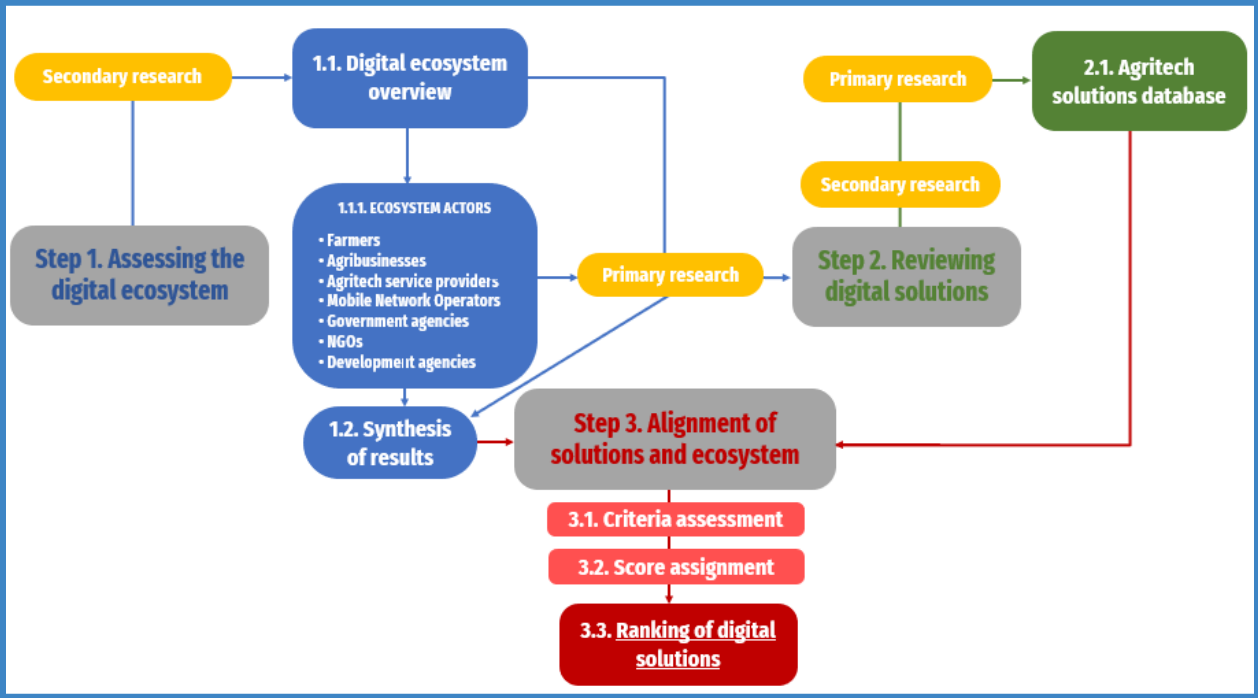 Secondary research
1.1. Digital ecosystem
overview
Primary research
2.1. Agritech
solutions database
Secondary research
1.1.1. ECOSYSTEM ACTORS
• Farmers
• Agribusinesses
• Agritech service providers
• Mobile Network Operators
• Government agencies
• NGOs
• Development agencies
Step 1. Assessing the
digital ecosystem
Primary research
Step 2. Reviewing
digital solutions
1.2. Synthesis
of results
Step 3. Alignment of
solutions and ecosystem
3.1. Criteria assessment
3.2. Score assignment
3.3. Ranking of digital
solutions